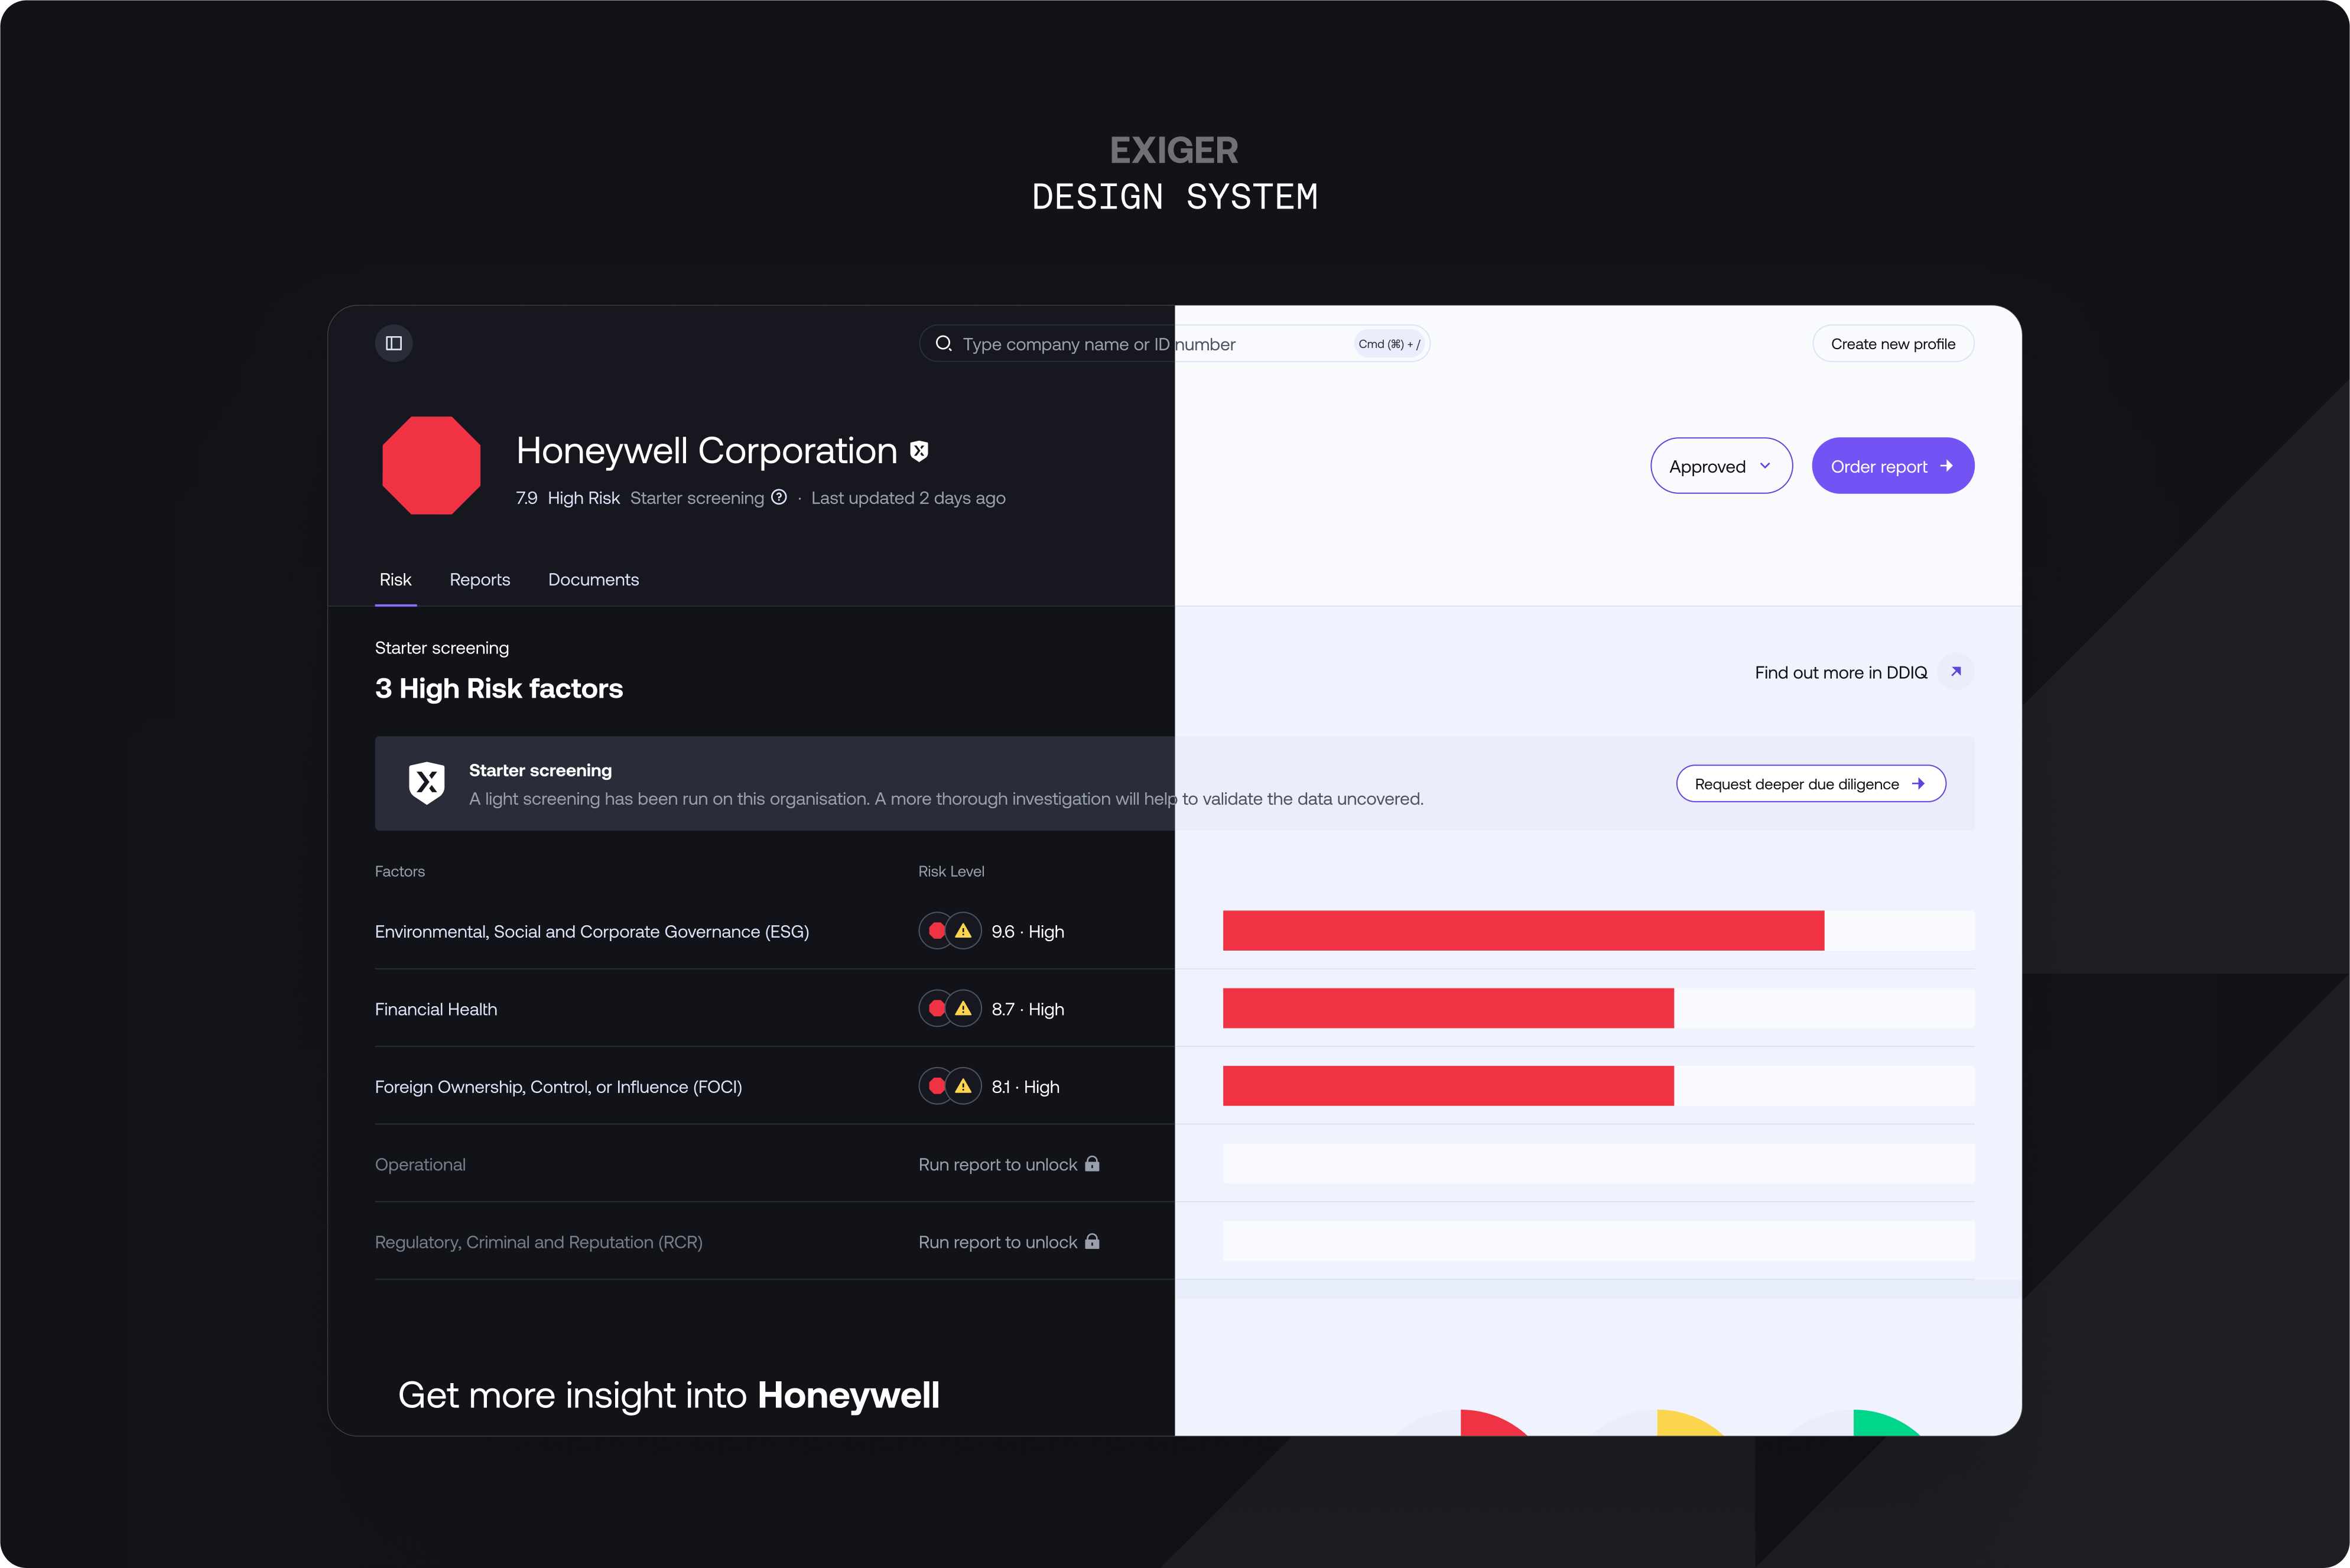 EXIGER
DESIGN SYSTEM
Type company name or ID number
Cmd (⌘) + /
Create new profile
Honeywell Corporation
7.9 High Risk Starter screening ? · Last updated 2 days ago
Approved
Order report
Risk
Reports
Documents
Starter screening
3 High Risk factors
Find out more in DDIQ
Starter screening
A light screening has been run on this organisation. A more thorough investigation will help to validate the data uncovered.
Request deeper due diligence
Factors
Risk Level
Environmental, Social and Corporate Governance (ESG)
9.6 · High
Financial Health
8.7 · High
Foreign Ownership, Control, or Influence (FOCI)
8.1 · High
Operational
Run report to unlock
Regulatory, Criminal and Reputation (RCR)
Run report to unlock
Get more insight into Honeywell